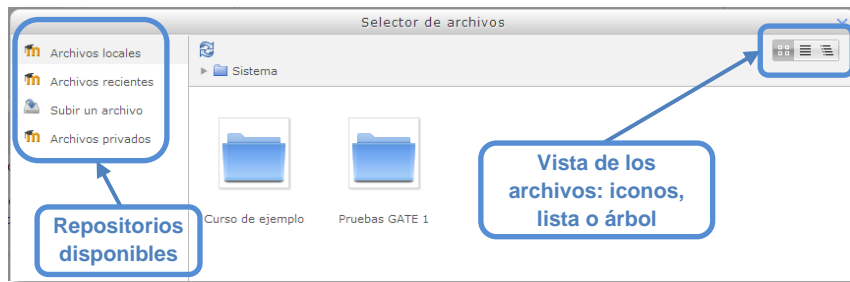 Selector de archivos
Archivos locales
Archivos recientes
Subir un archivo
Archivos privados
Sistema
Curso de ejemplo
Pruebas GATE 1
Repositorios
disponibles
Vista de los
archivos: iconos,
lista o árbol